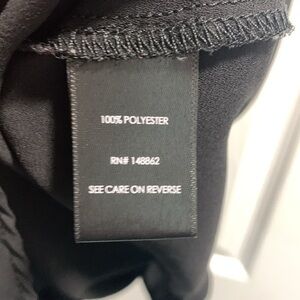 100% POLYESTER
RN# 148862
SEE CARE ON REVERSE